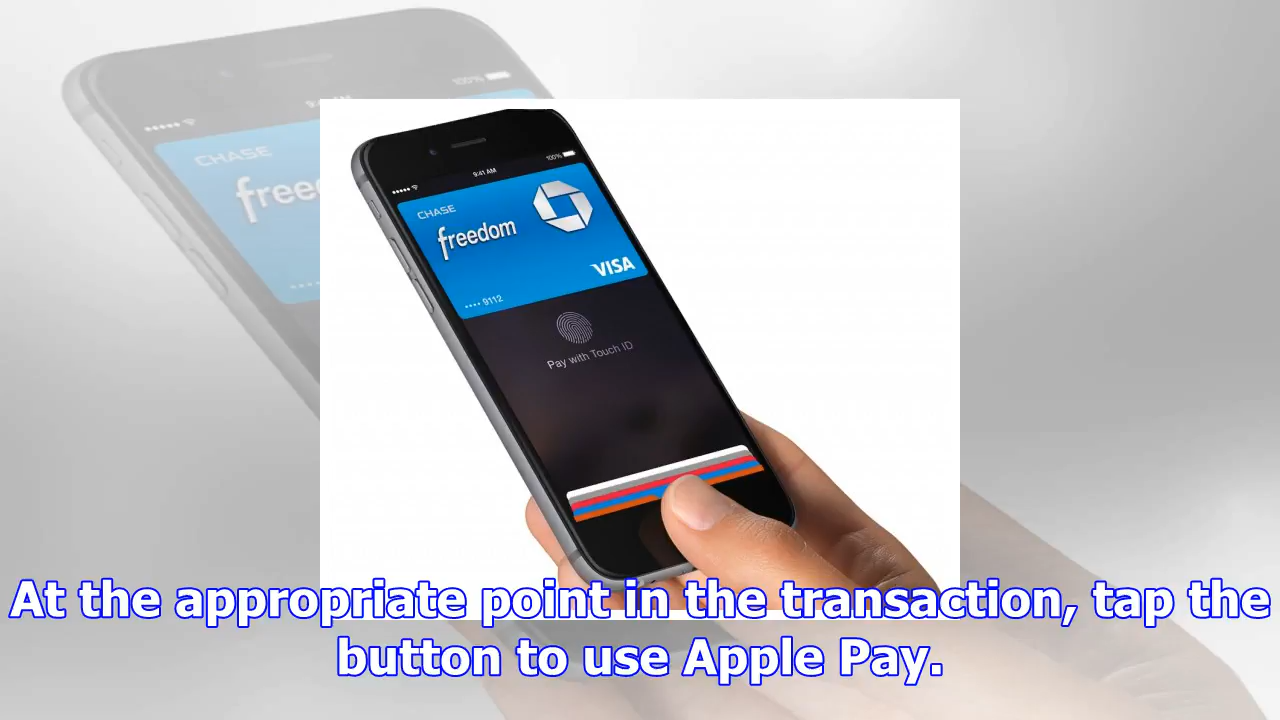 100%
9:41 AM
CHASE
freedom
VISA
•••• 9112
Pay with Touch ID
CHASE
At the appropriate point in the transaction, tap the
button to use Apple Pay.